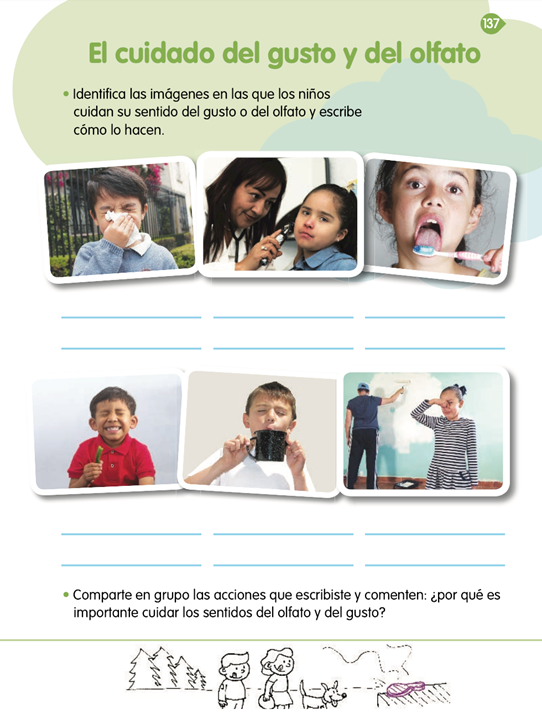 137
El cuidado del gusto y del olfato
• Identifica las imágenes en las que los niños
cuidan su sentido del gusto o del olfato y escribe
cómo lo hacen.
• Comparte en grupo las acciones que escribiste y comenten: ¿por qué es
importante cuidar los sentidos del olfato y del gusto?